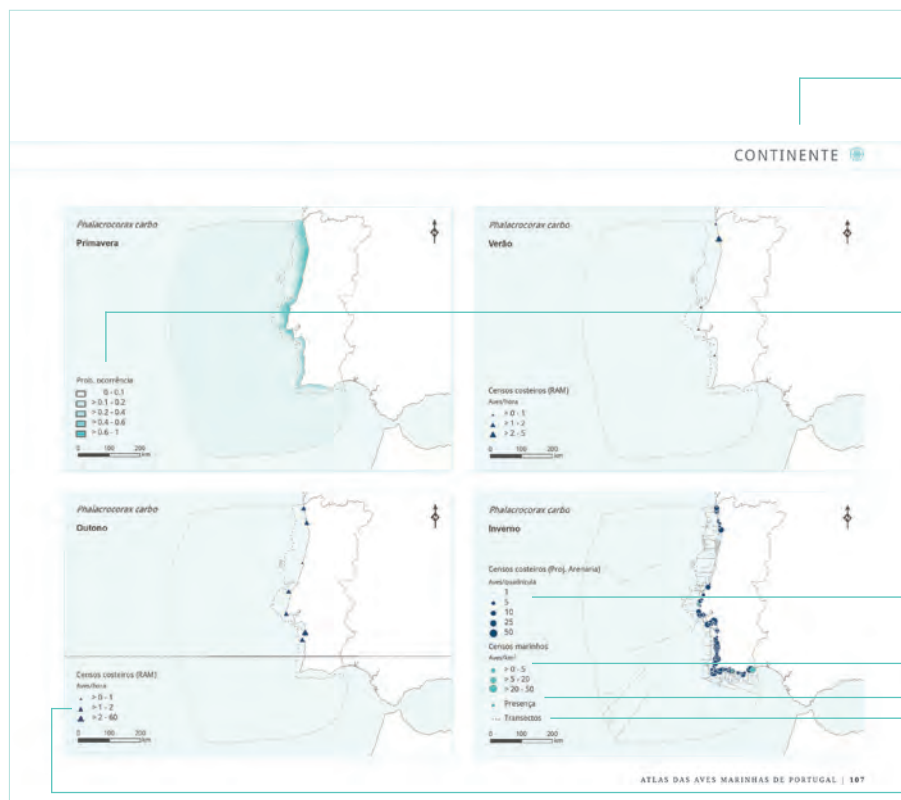 CONTINENTE
Phalacrocorax carbo
Primavera
Prob. ocorrência
0 - 0.1
> 0.1 - 0.2
> 0.2 - 0.4
> 0.4 - 0.6
> 0.6 - 1
0 100 200
km
Phalacrocorax carbo
Verão
Censos costeiros (RAM)
Aves/hora
> 0 - 1
> 1 - 2
> 2 - 5
0 100 200
km
Phalacrocorax carbo
Outono
Censos costeiros (RAM)
Aves/hora
> 0 - 1
> 1 - 2
> 2 - 60
0 100 200
km
Phalacrocorax carbo
Inverno
Censos costeiros (Proj. Arenaria)
Aves/quadrícula
1
5
10
25
50
Censos marinhos
Aves/km²
> 0 - 5
> 5 - 20
> 20 - 50
Presença
Transectos
0 100 200
km
ATLAS DAS AVES MARINHAS DE PORTUGAL | 107